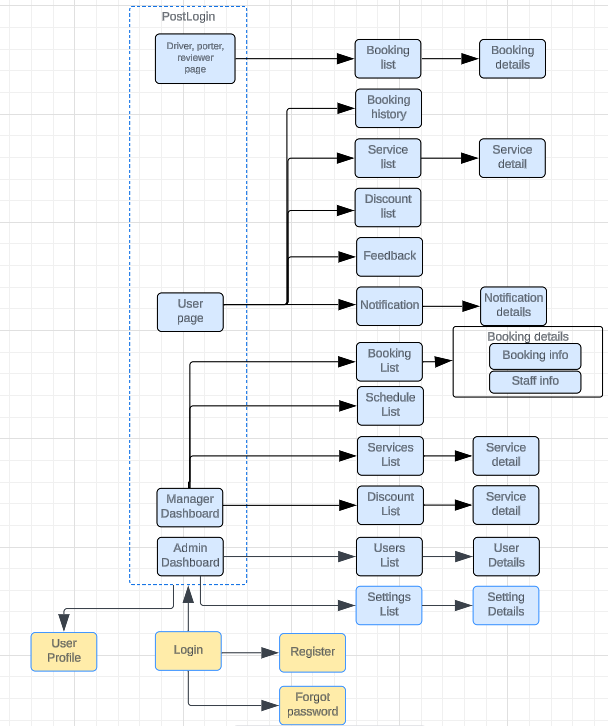 PostLogin
Driver, porter,
reviewer
page
Booking
list
Booking
details
Booking
history
Service
list
Service
detail
Discount
list
Feedback
User
page
Notification
Notification
details
Booking details
Booking info
Staff info
Booking
List
Schedule
List
Services
List
Service
detail
Manager
Dashboard
Discount
List
Service
detail
Admin
Dashboard
Users
List
User
Details
Settings
List
Setting
Details
User
Profile
Login
Register
Forgot
password